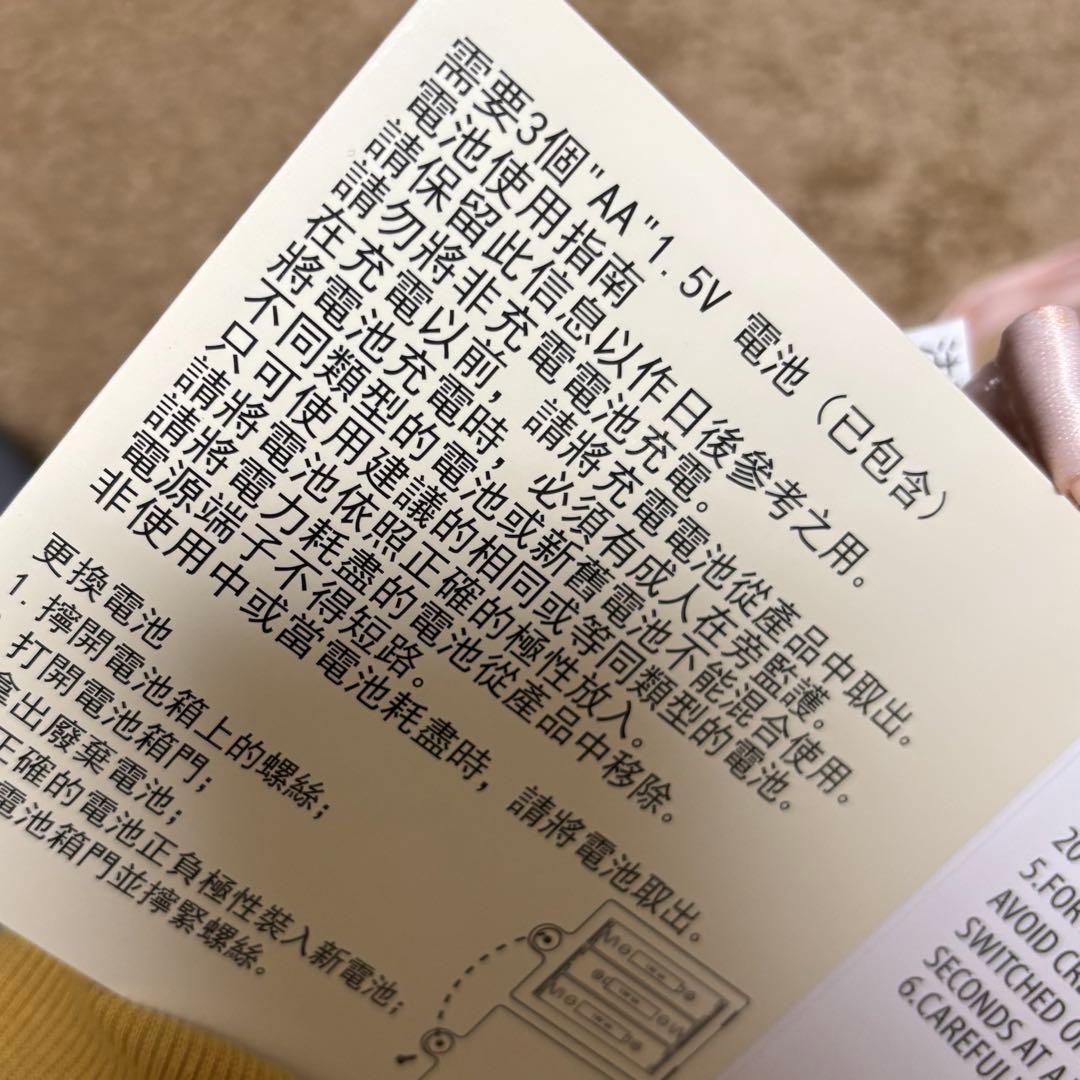 需要3個"AA"1.5V 電池（已包含）
電池使用指南
請保留此信息以作日後參考之用。
請勿將非充電電池充電。
在充電以前，請將充電電池從產品中取出。
將電池充電時，必須有成人在旁監護。
不同類型的電池或新舊電池不能混合使用。
只可使用建議的相同或等同類型的電池。
請將電池依照正確的極性放入。
請將電力耗盡的電池從產品中移除。
電源端子不得短路。
非使用中或當電池耗盡時，請將電池取出。
更換電池
1. 擰開電池箱上的螺絲；
打開電池箱門；
拿出廢棄電池；
正確的電池正負極性裝入新電池；
電池箱門並擰緊螺絲。
20
5.FOR
AVOID CR
SWITCHED O
SECONDS AT A
6.CAREFUL